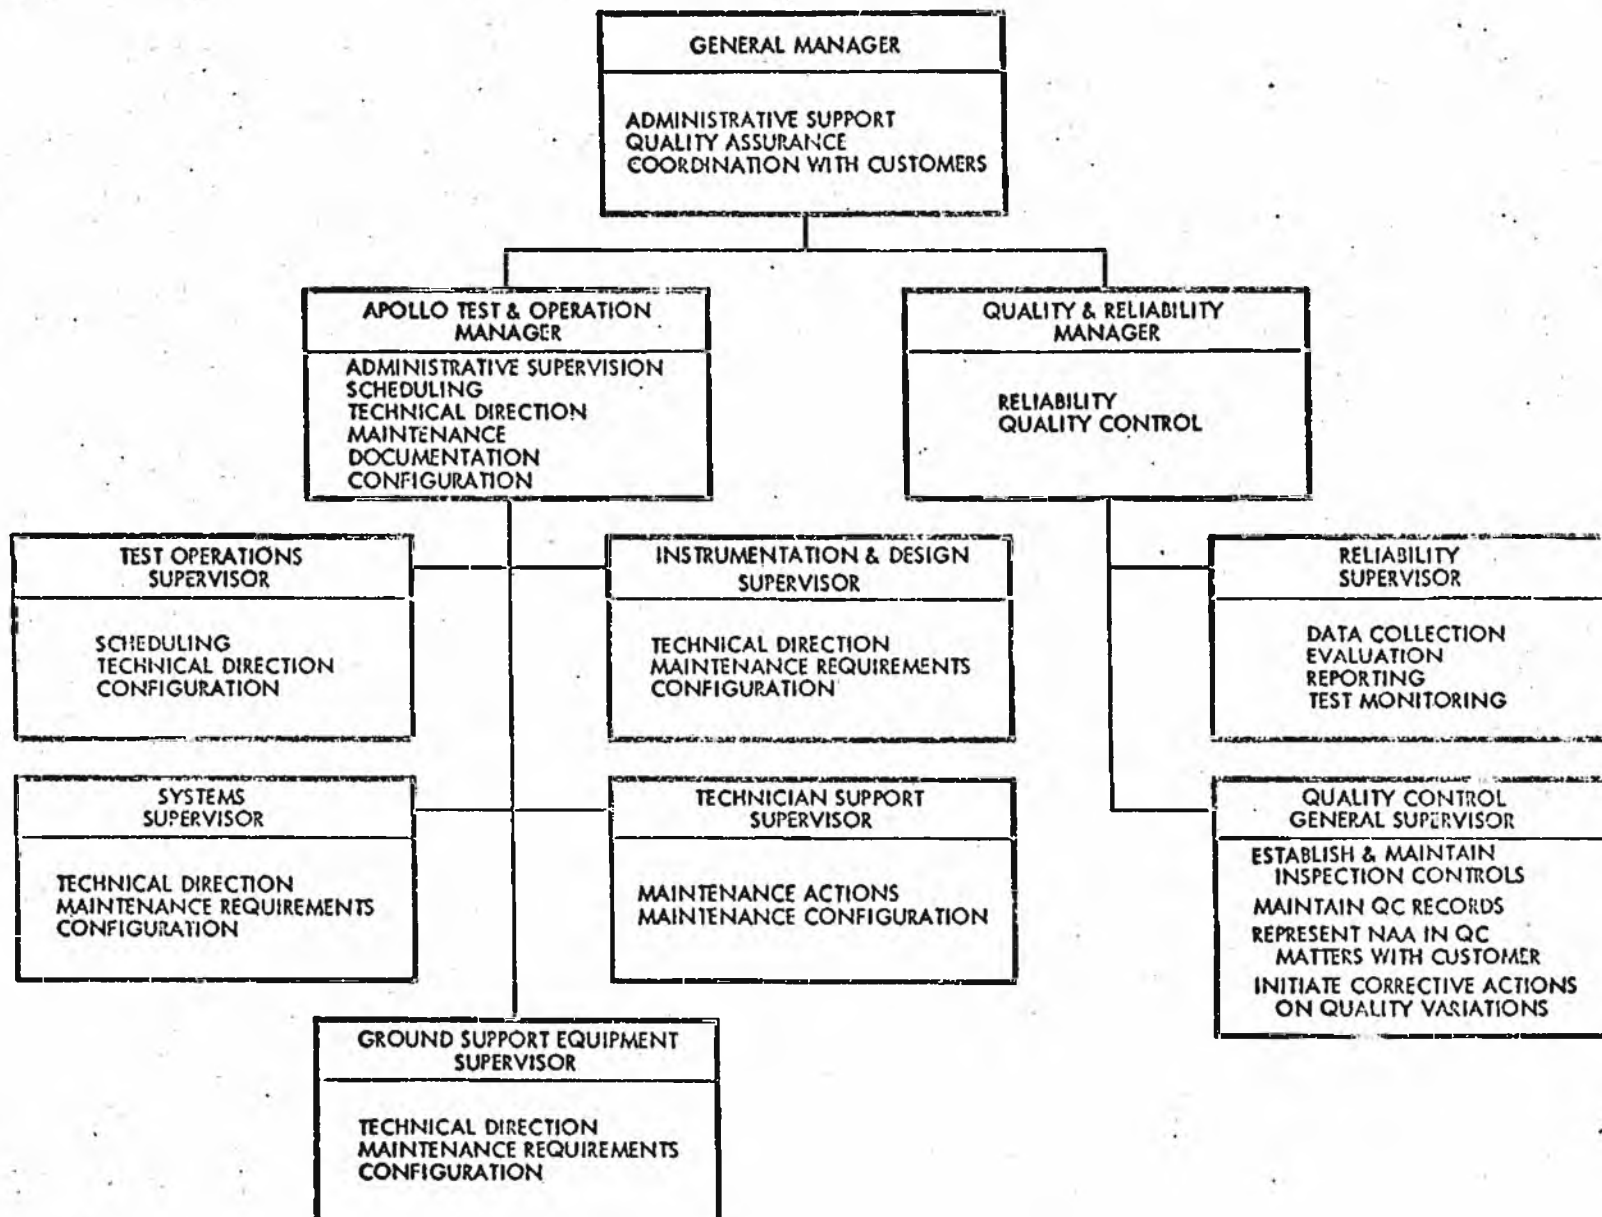 GENERAL MANAGER
ADMINISTRATIVE SUPPORT
QUALITY ASSURANCE
COORDINATION WITH CUSTOMERS
APOLLO TEST & OPERATION
MANAGER
ADMINISTRATIVE SUPERVISION
SCHEDULING
TECHNICAL DIRECTION
MAINTENANCE
DOCUMENTATION
CONFIGURATION
QUALITY & RELIABILITY
MANAGER
RELIABILITY
QUALITY CONTROL
TEST OPERATIONS
SUPERVISOR
SCHEDULING
TECHNICAL DIRECTION
CONFIGURATION
INSTRUMENTATION & DESIGN
SUPERVISOR
TECHNICAL DIRECTION
MAINTENANCE REQUIREMENTS
CONFIGURATION
RELIABILITY
SUPERVISOR
DATA COLLECTION
EVALUATION
REPORTING
TEST MONITORING
SYSTEMS
SUPERVISOR
TECHNICAL DIRECTION
MAINTENANCE REQUIREMENTS
CONFIGURATION
TECHNICIAN SUPPORT
SUPERVISOR
MAINTENANCE ACTIONS
MAINTENANCE CONFIGURATION
QUALITY CONTROL
GENERAL SUPERVISOR
ESTABLISH & MAINTAIN
INSPECTION CONTROLS
MAINTAIN QC RECORDS
REPRESENT NAA IN QC
MATTERS WITH CUSTOMER
INITIATE CORRECTIVE ACTIONS
ON QUALITY VARIATIONS
GROUND SUPPORT EQUIPMENT
SUPERVISOR
TECHNICAL DIRECTION
MAINTENANCE REQUIREMENTS
CONFIGURATION